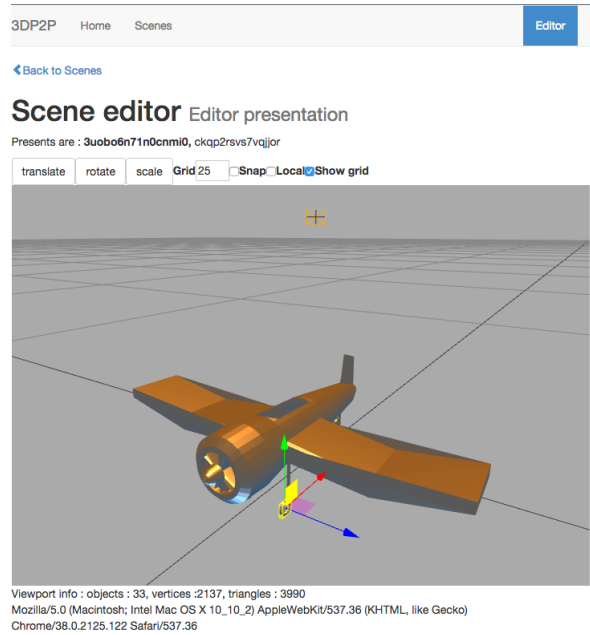 3DP2P Home Scenes Editor
Back to Scenes
Scene editor Editor presentation
Presents are : 3uobo6n71n0cnmi0, ckqp2rsvs7vqjjor
translate rotate scale Grid 25 Snap Local Show grid
Viewport info : objects : 33, vertices :2137, triangles : 3990
Mozilla/5.0 (Macintosh; Intel Mac OS X 10_10_2) AppleWebKit/537.36 (KHTML, like Gecko)
Chrome/38.0.2125.122 Safari/537.36